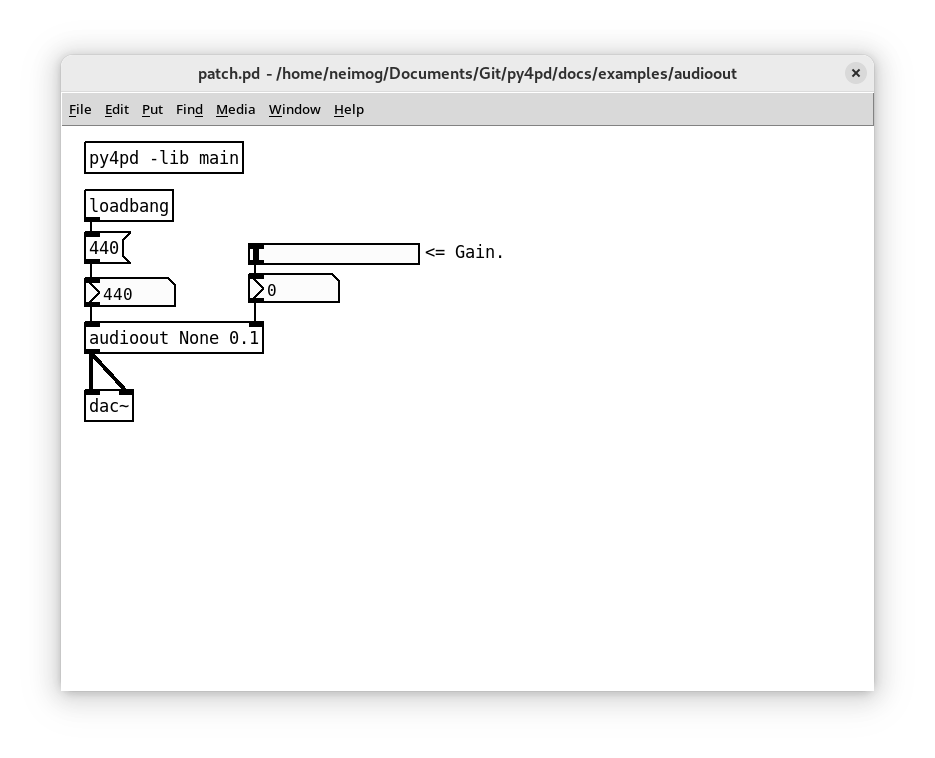 patch.pd - /home/neimog/Documents/Git/py4pd/docs/examples/audioout
File Edit Put Find Media Window Help
py4pd -lib main
loadbang
440
<= Gain.
440
0
audioout None 0.1
dac~